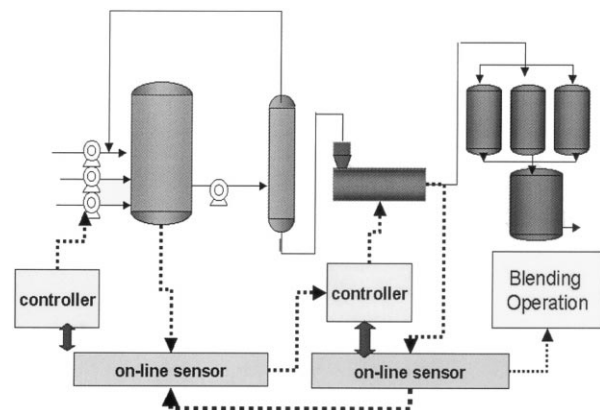 controller
controller
Blending
Operation
on-line sensor
on-line sensor